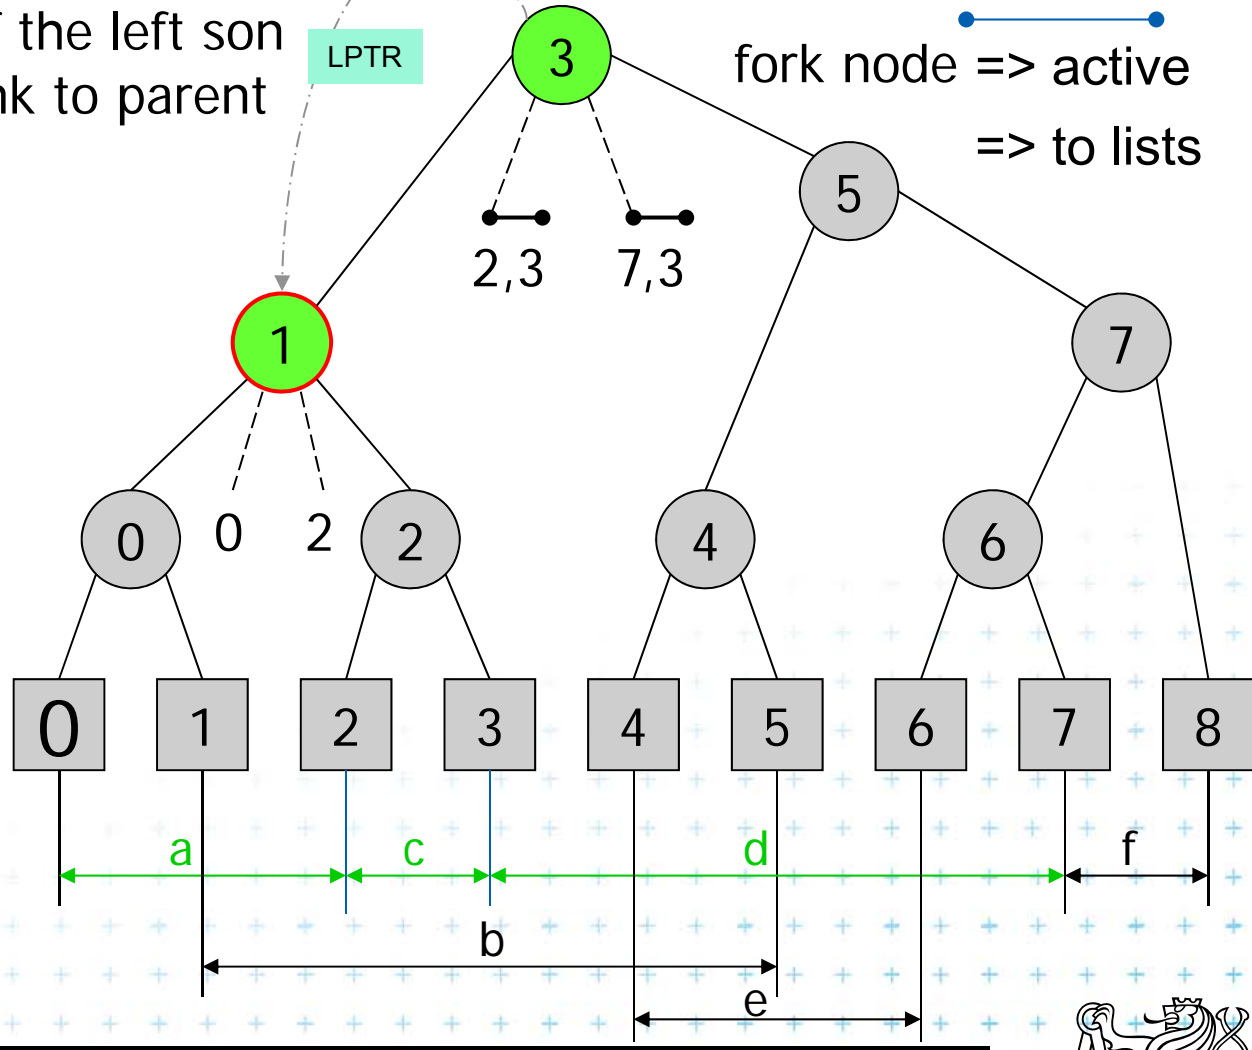 the left son
to parent
LPTR
fork node => active
=> to lists
3
5
2,3 7,3
1
7
0 0 2 2 4 6
0 1 2 3 4 5 6 7 8
a c d f
b
e